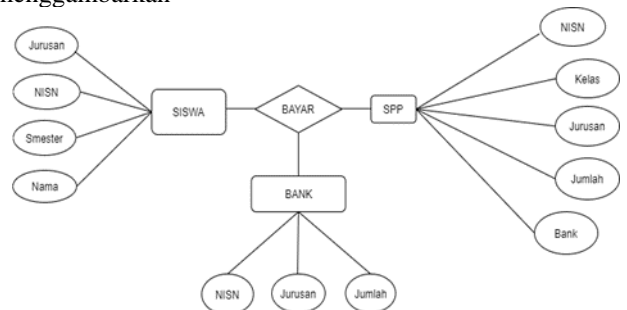 menggambarkan
Jurusan
NISN
Smester
Nama
SISWA
BAYAR
SPP
BANK
NISN
Jurusan
Jumlah
NISN
Kelas
Jurusan
Jumlah
Bank